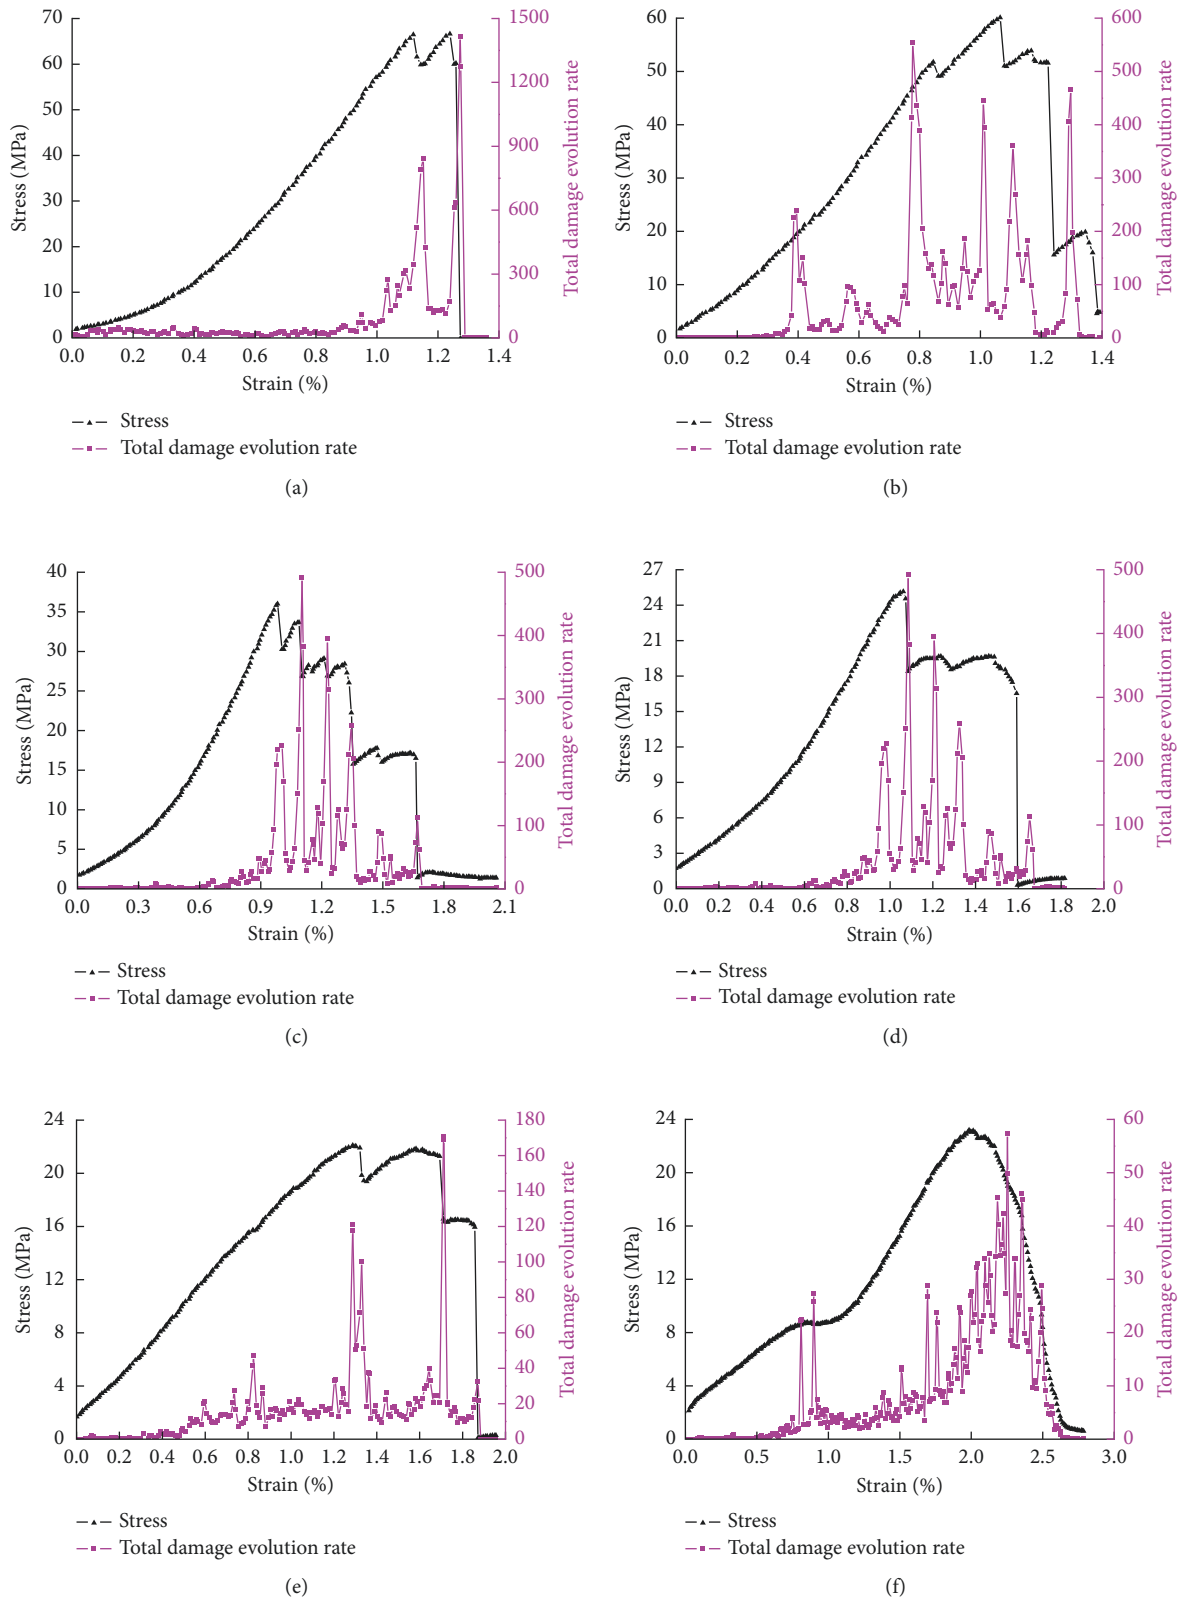 70
60
50
40
30
20
10
0
Stress (MPa)
1500
1200
900
600
300
0
Total damage evolution rate
0.0 0.2 0.4 0.6 0.8 1.0 1.2 1.4
Strain (%)
Stress
Total damage evolution rate
(a)
60
50
40
30
20
10
0
Stress (MPa)
600
500
400
300
200
100
0
Total damage evolution rate
0.0 0.2 0.4 0.6 0.8 1.0 1.2 1.4
Strain (%)
Stress
Total damage evolution rate
(b)
40
35
30
25
20
15
10
5
0
Stress (MPa)
500
400
300
200
100
0
Total damage evolution rate
0.0 0.3 0.6 0.9 1.2 1.5 1.8 2.1
Strain (%)
Stress
Total damage evolution rate
(c)
27
24
21
18
15
12
9
6
3
0
Stress (MPa)
500
400
300
200
100
0
Total damage evolution rate
0.0 0.2 0.4 0.6 0.8 1.0 1.2 1.4 1.6 1.8 2.0
Strain (%)
Stress
Total damage evolution rate
(d)
24
20
16
12
8
4
0
Stress (MPa)
180
160
140
120
100
80
60
40
20
0
Total damage evolution rate
0.0 0.2 0.4 0.6 0.8 1.0 1.2 1.4 1.6 1.8 2.0
Strain (%)
Stress
Total damage evolution rate
(e)
24
22
12
8
4
0
Stress (MPa)
60
50
40
30
20
10
0
Total damage evolution rate
0.0 0.5 1.0 1.5 2.0 2.5 3.0
Strain (%)
Stress
Total damage evolution rate
(f)